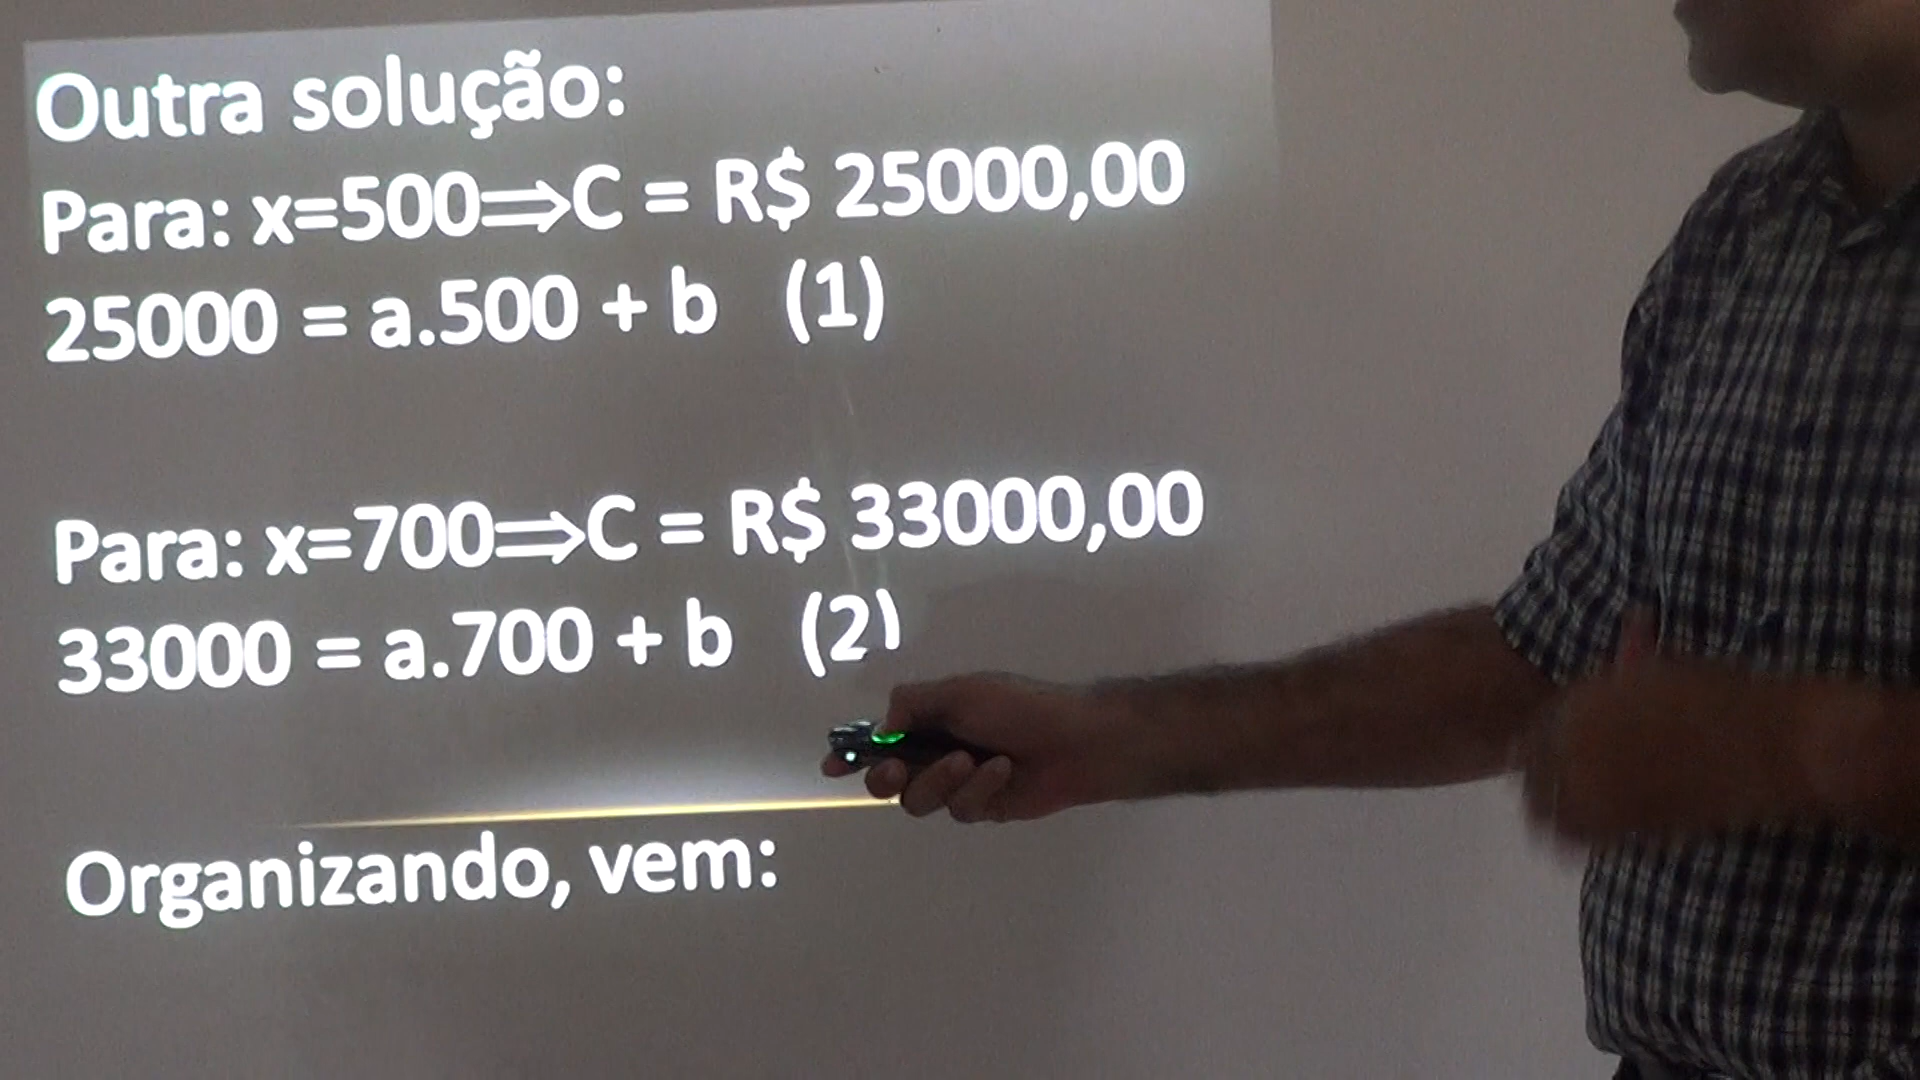 Outra solução:
Para: x=500⟹C = R$ 25000,00
25000 = a.500 + b (1)
Para: x=700⟹C = R$ 33000,00
33000 = a.700 + b (2)
Organizando, vem: